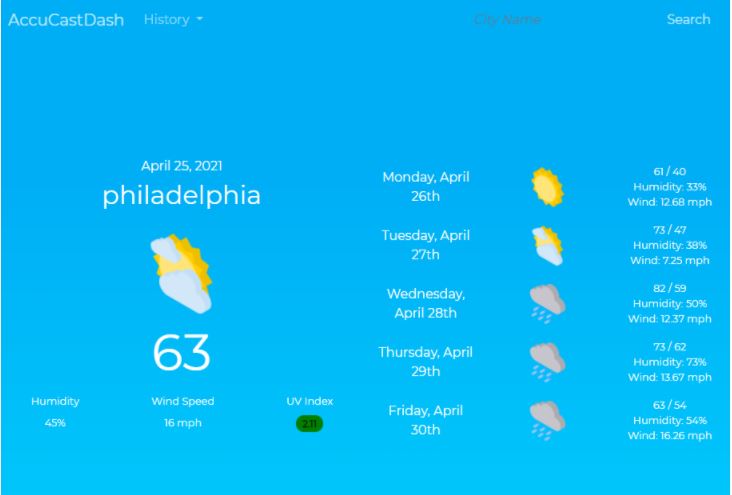 AccuCastDash History City Name Search
April 25, 2021
philadelphia
63
Humidity Wind Speed UV Index
45% 16 mph 2.11
Monday, April
26th
61 / 40
Humidity: 33%
Wind: 12.68 mph
Tuesday, April
27th
73 / 47
Humidity: 38%
Wind: 7.25 mph
Wednesday,
April 28th
82 / 59
Humidity: 50%
Wind: 12.37 mph
Thursday, April
29th
73 / 62
Humidity: 73%
Wind: 13.67 mph
Friday, April
30th
63 / 54
Humidity: 54%
Wind: 16.26 mph